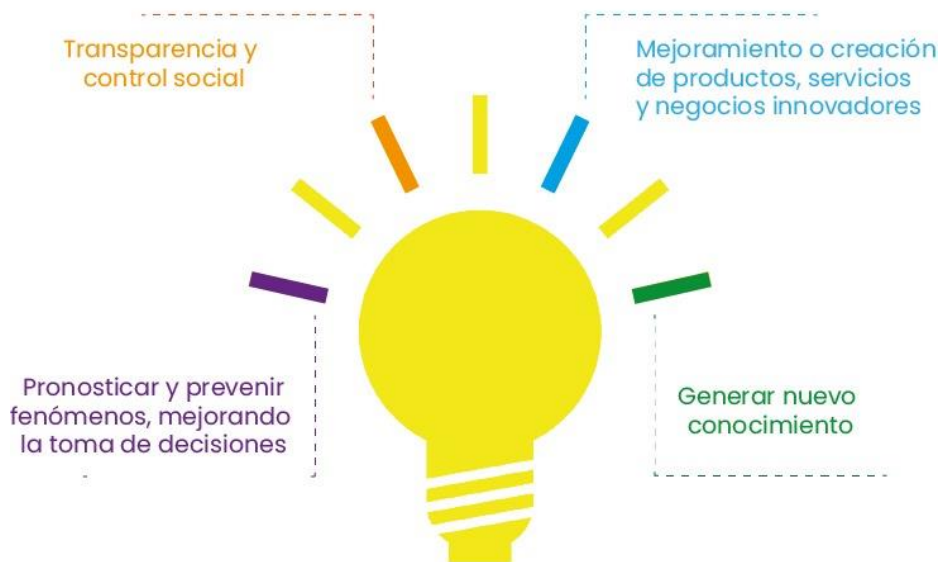 Transparencia y
control social
Mejoramiento o creación
de productos, servicios
y negocios innovadores
Pronosticar y prevenir
fenómenos, mejorando
la toma de decisiones
Generar nuevo
conocimiento